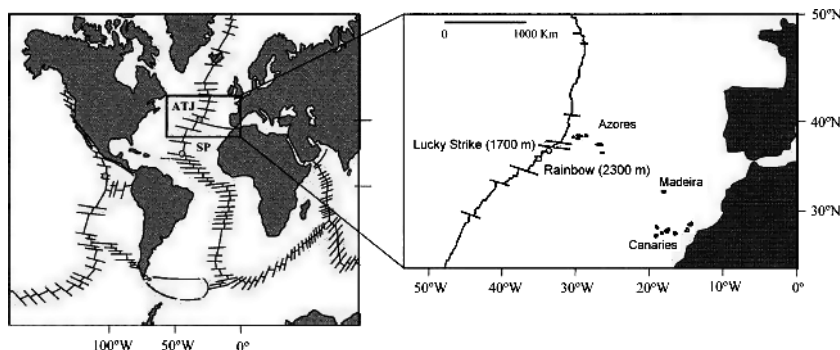 ATJ
SP
100°W
50°W
0°
0
1000 Km
Azores
Lucky Strike (1700 m)
Rainbow (2300 m)
Madeira
Canaries
50°N
40°N
30°N
50°W
40°W
30°W
20°W
10°W
0°